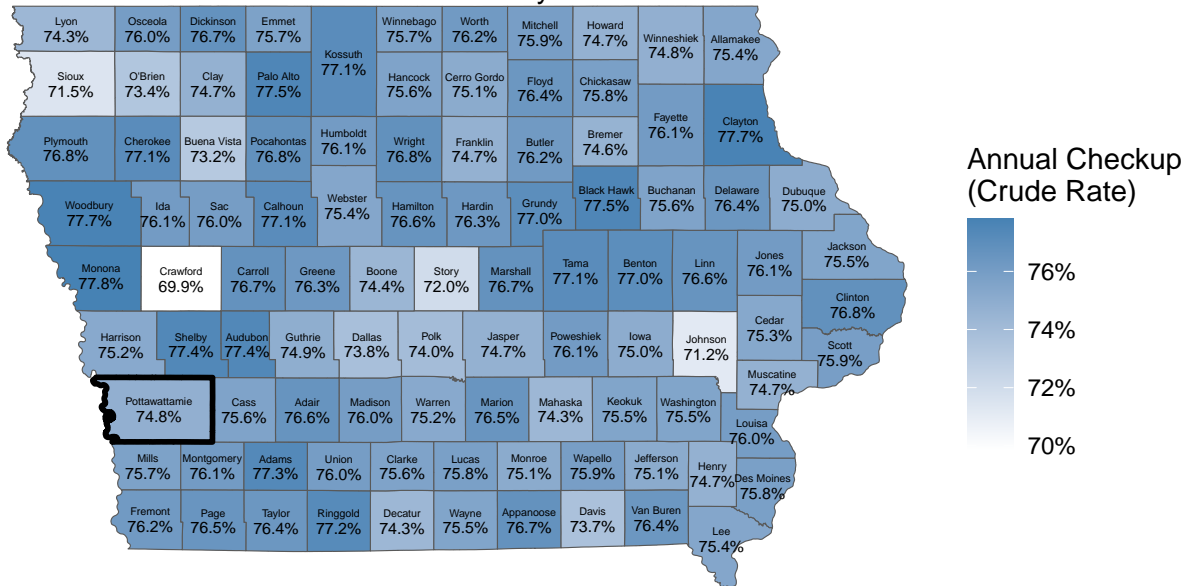 Lyon
74.3%
Osceola
76.0%
Dickinson
76.7%
Emmet
75.7%
Kossuth
77.1%
Winnebago
75.7%
Worth
76.2%
Mitchell
75.9%
Howard
74.7%
Winneshiek
74.8%
Allamakee
75.4%
Sioux
71.5%
O'Brien
73.4%
Clay
74.7%
Palo Alto
77.5%
Hancock
75.6%
Cerro Gordo
75.1%
Floyd
76.4%
Chickasaw
75.8%
Plymouth
76.8%
Cherokee
77.1%
Buena Vista
73.2%
Pocahontas
76.8%
Humboldt
76.1%
Wright
76.8%
Franklin
74.7%
Butler
76.2%
Bremer
74.6%
Fayette
76.1%
Clayton
77.7%
Woodbury
77.7%
Ida
76.1%
Sac
76.0%
Calhoun
77.1%
Webster
75.4%
Hamilton
76.6%
Hardin
76.3%
Grundy
77.0%
Black Hawk
77.5%
Buchanan
75.6%
Delaware
76.4%
Dubuque
75.0%
Monona
77.8%
Crawford
69.9%
Carroll
76.7%
Greene
76.3%
Boone
74.4%
Story
72.0%
Marshall
76.7%
Tama
77.1%
Benton
77.0%
Linn
76.6%
Jones
76.1%
Jackson
75.5%
Clinton
76.8%
Harrison
75.2%
Shelby
77.4%
Audubon
77.4%
Guthrie
74.9%
Dallas
73.8%
Polk
74.0%
Jasper
74.7%
Poweshiek
76.1%
Iowa
75.0%
Johnson
71.2%
Cedar
75.3%
Scott
75.9%
Muscatine
74.7%
Pottawattamie
74.8%
Cass
75.6%
Adair
76.6%
Madison
76.0%
Warren
75.2%
Marion
76.5%
Mahaska
74.3%
Keokuk
75.5%
Washington
75.5%
Louisa
76.0%
Mills
75.7%
Montgomery
76.1%
Adams
77.3%
Union
76.0%
Clarke
75.6%
Lucas
75.8%
Monroe
75.1%
Wapello
75.9%
Jefferson
75.1%
Henry
74.7%
Des Moines
75.8%
Fremont
76.2%
Page
76.5%
Taylor
76.4%
Ringgold
77.2%
Decatur
74.3%
Wayne
75.5%
Appanoose
76.7%
Davis
73.7%
Van Buren
76.4%
Lee
75.4%
Annual Checkup
(Crude Rate)
76%
74%
72%
70%